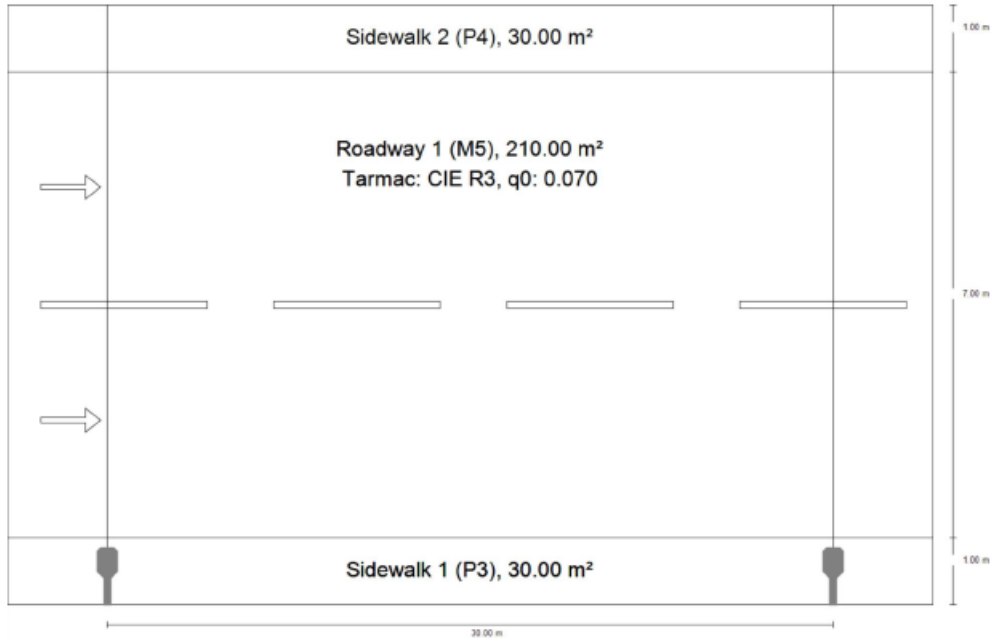 Sidewalk 2 (P4), 30.00 m²
1.00 m
Roadway 1 (M5), 210.00 m²
Tarmac: CIE R3, q0: 0.070
7.00 m
Sidewalk 1 (P3), 30.00 m²
1.00 m
30.00 m